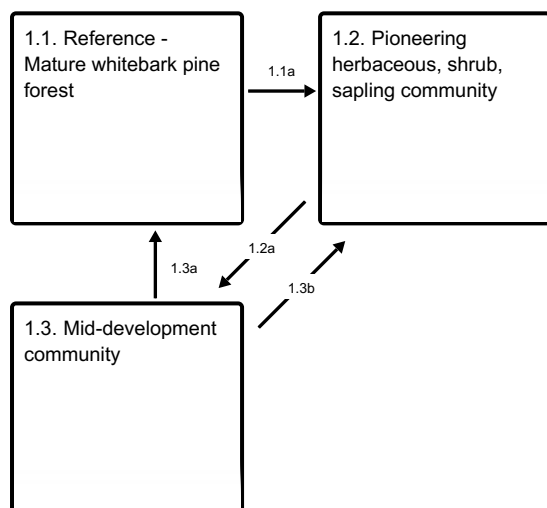 1.1. Reference -
Mature whitebark pine
forest
1.1a
1.2. Pioneering
herbaceous, shrub,
sapling community
1.2a
1.3a
1.3b
1.3. Mid-development
community